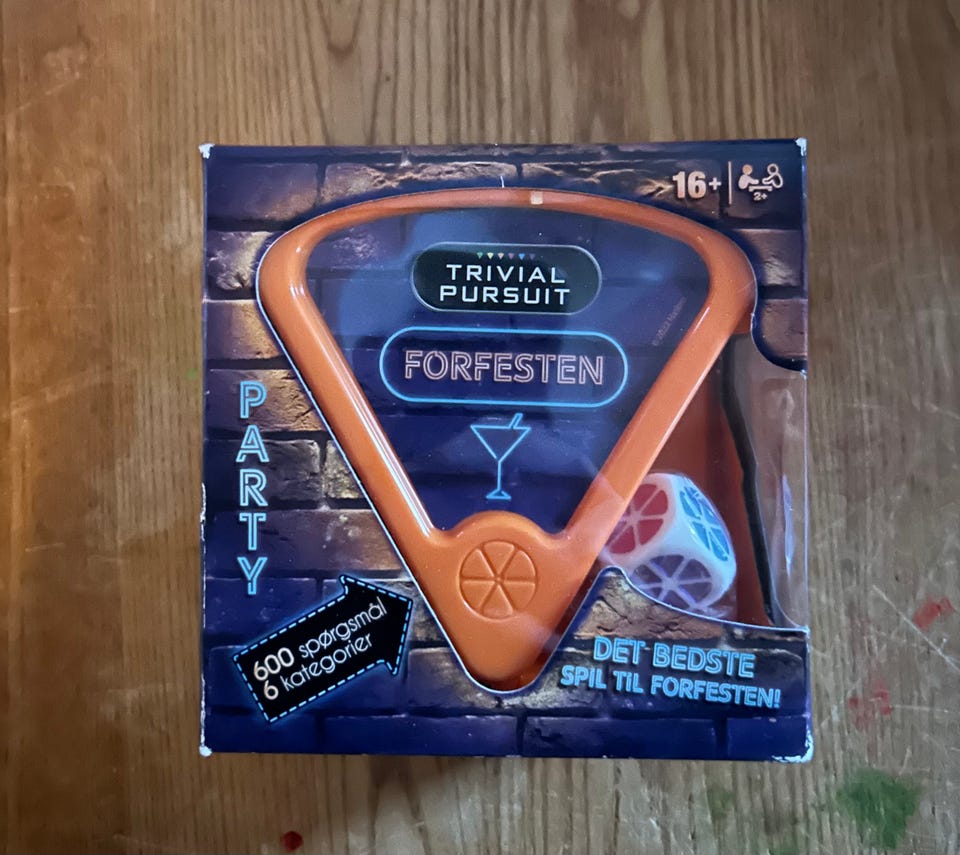 16+
2+
TRIVIAL
PURSUIT
FORFESTEN
PARTY
600 spørgsmål
6 kategorier
DET BEDSTE
SPIL TIL FORFESTEN!